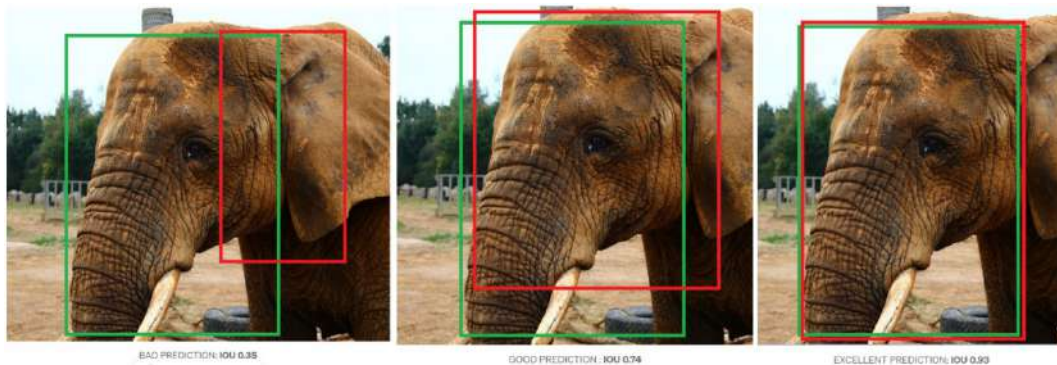 BAD PREDICTION: IOU 0.35
GOOD PREDICTION : IOU 0.74
EXCELLENT PREDICTION: IOU 0.93